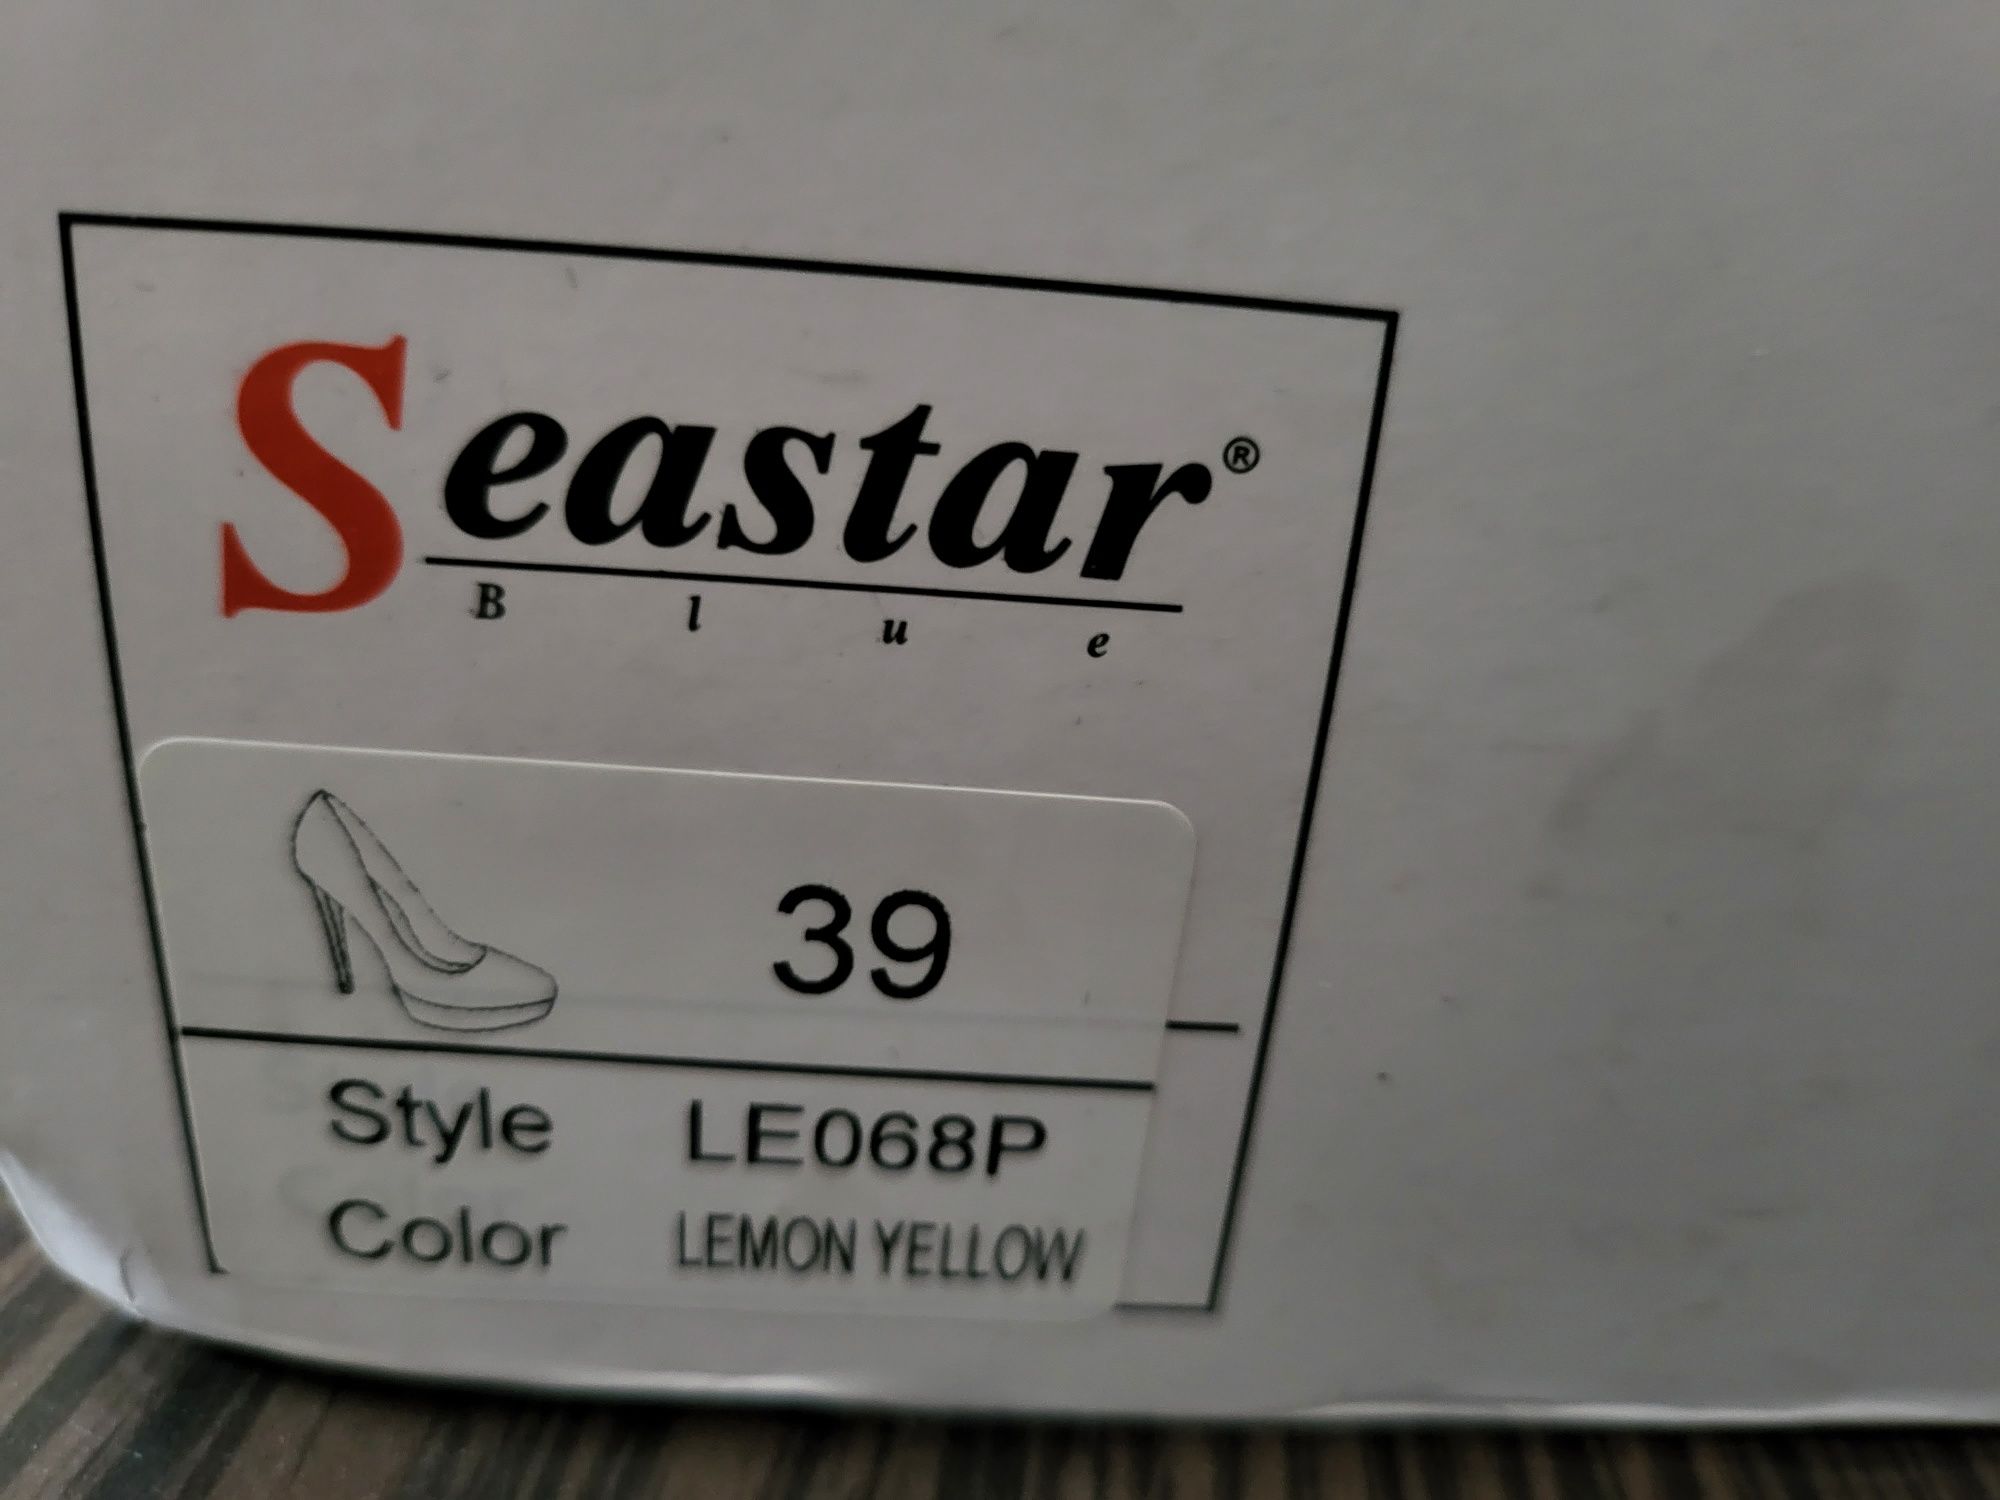 Seastar®
Blue
39
Style LE068P
Color LEMON YELLOW